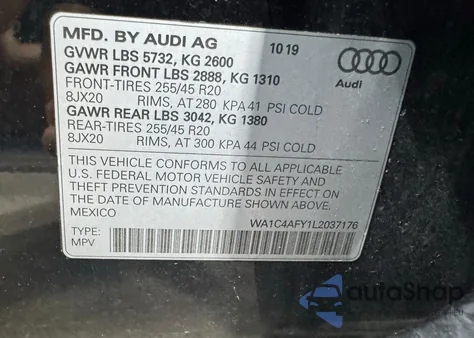 MFD. BY AUDI AG 10 19
GVWR LBS 5732, KG 2600
GAWR FRONT LBS 2888, KG 1310
FRONT-TIRES 255/45 R20
8JX20 RIMS, AT 280 KPA 41 PSI COLD
GAWR REAR LBS 3042, KG 1380
REAR-TIRES 255/45 R20
8JX20 RIMS, AT 300 KPA 44 PSI COLD
Audi
THIS VEHICLE CONFORMS TO ALL APPLICABLE
U.S. FEDERAL MOTOR VEHICLE SAFETY AND
THEFT PREVENTION STANDARDS IN EFFECT ON
THE DATE OF MANUFACTURE SHOWN ABOVE
MEXICO
WA1C4AFY1L2037176
TYPE:
MPV
autoSnap